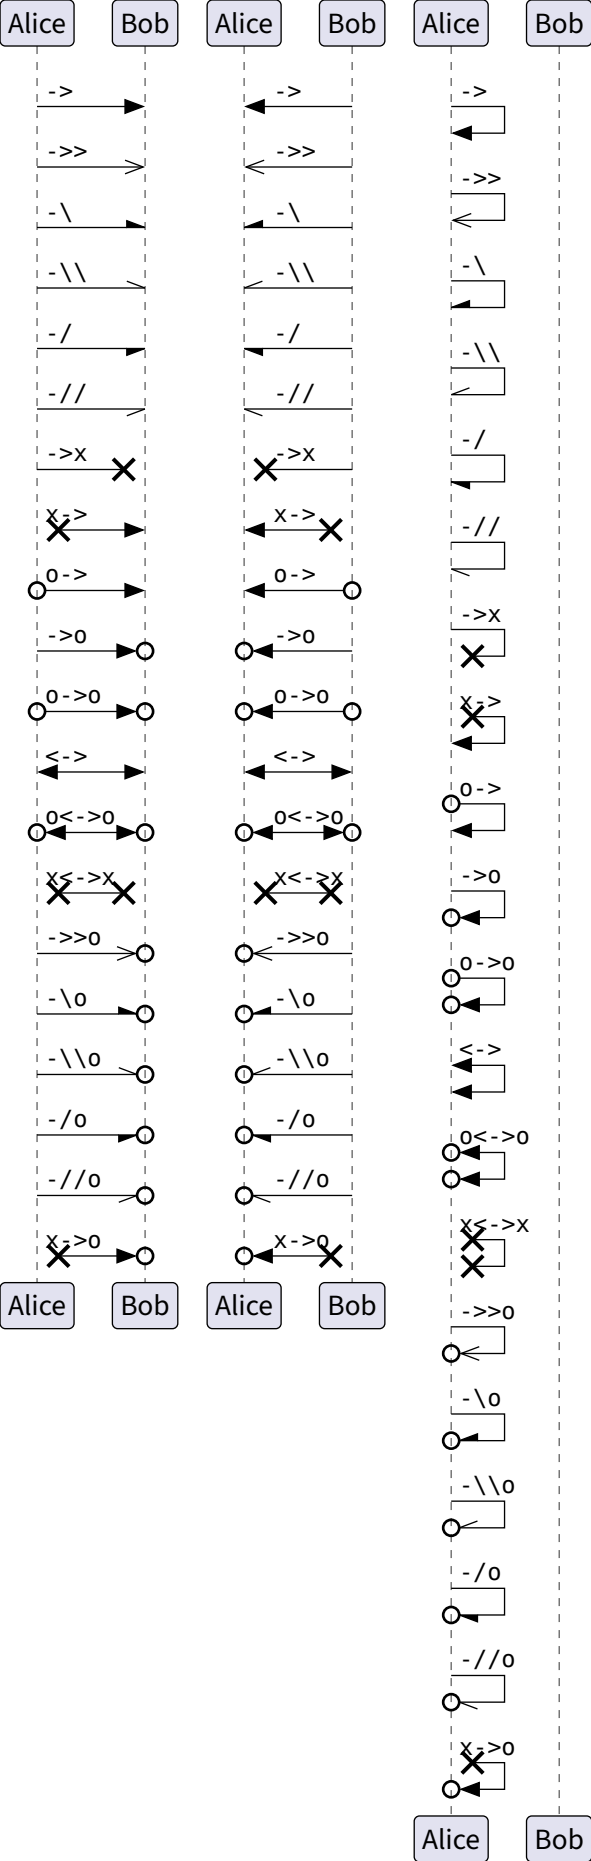 Alice Bob Alice Bob Alice Bob
-> -> ->
->> ->>
->>
-\ -\
-\
-\\ -\\
-\\
-/ -/
-/
-// -//
-//
->x ->x
x-> x->
->x
o-> o->
->o ->o
x->
o->o o->o
<-> <->
o->
o<->o o<->o
x<->x x<->x
->o
->>o ->>o
o->o
-\o -\o
<->
-\\o -\\o
-/o -/o
o<->o
-//o -//o
x<->x
x->o x->o
Alice Bob Alice Bob
->>o
-\o
-\\o
-/o
-//o
x->o
Alice Bob